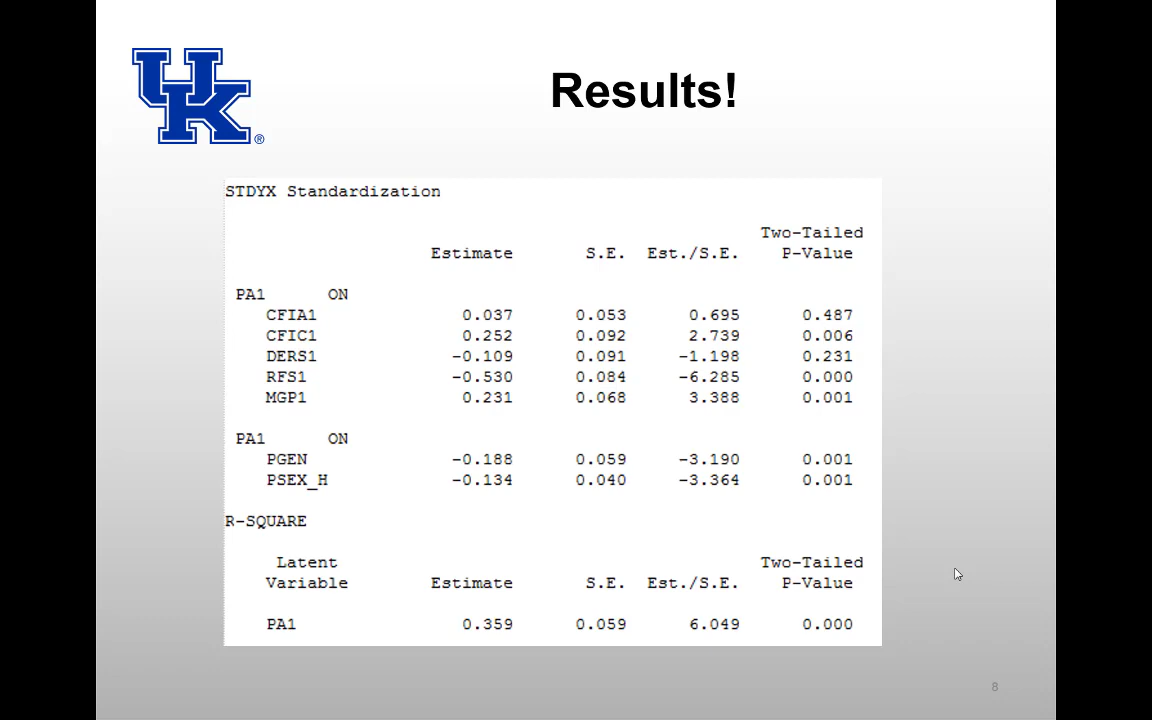 UK®
Results!
STDYX Standardization
Two-Tailed
Estimate S.E. Est./S.E. P-Value
PA1 ON
CFIA1 0.037 0.053 0.695 0.487
CFIC1 0.252 0.092 2.739 0.006
DERS1 -0.109 0.091 -1.198 0.231
RFS1 -0.530 0.084 -6.285 0.000
MGP1 0.231 0.068 3.388 0.001
PA1 ON
PGEN -0.188 0.059 -3.190 0.001
PSEX_H -0.134 0.040 -3.364 0.001
R-SQUARE
Latent Two-Tailed
Variable Estimate S.E. Est./S.E. P-Value
PA1 0.359 0.059 6.049 0.000
8